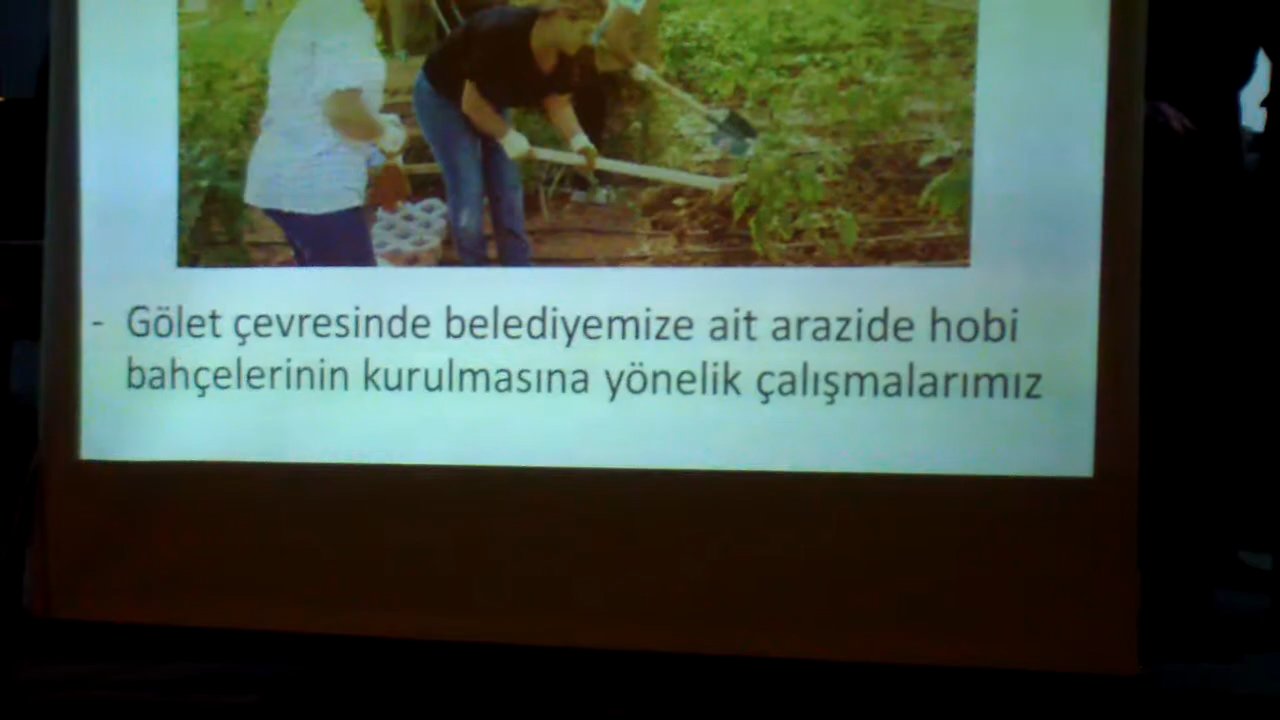 - Gölet çevresinde belediyemize ait arazide hobi
bahçelerinin kurulmasına yönelik çalışmalarımız